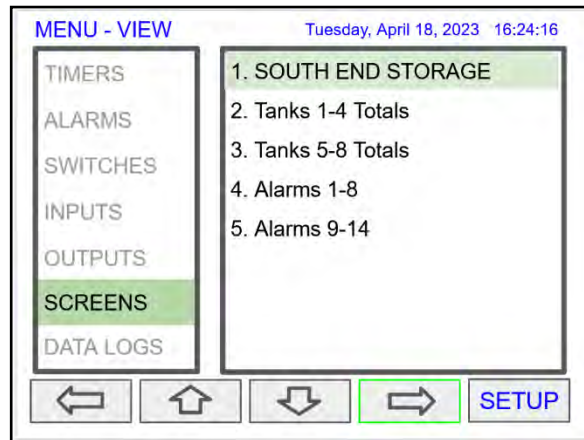 MENU - VIEW
Tuesday, April 18, 2023 16:24:16
TIMERS
ALARMS
SWITCHES
INPUTS
OUTPUTS
SCREENS
DATA LOGS
1. SOUTH END STORAGE
2. Tanks 1-4 Totals
3. Tanks 5-8 Totals
4. Alarms 1-8
5. Alarms 9-14
SETUP